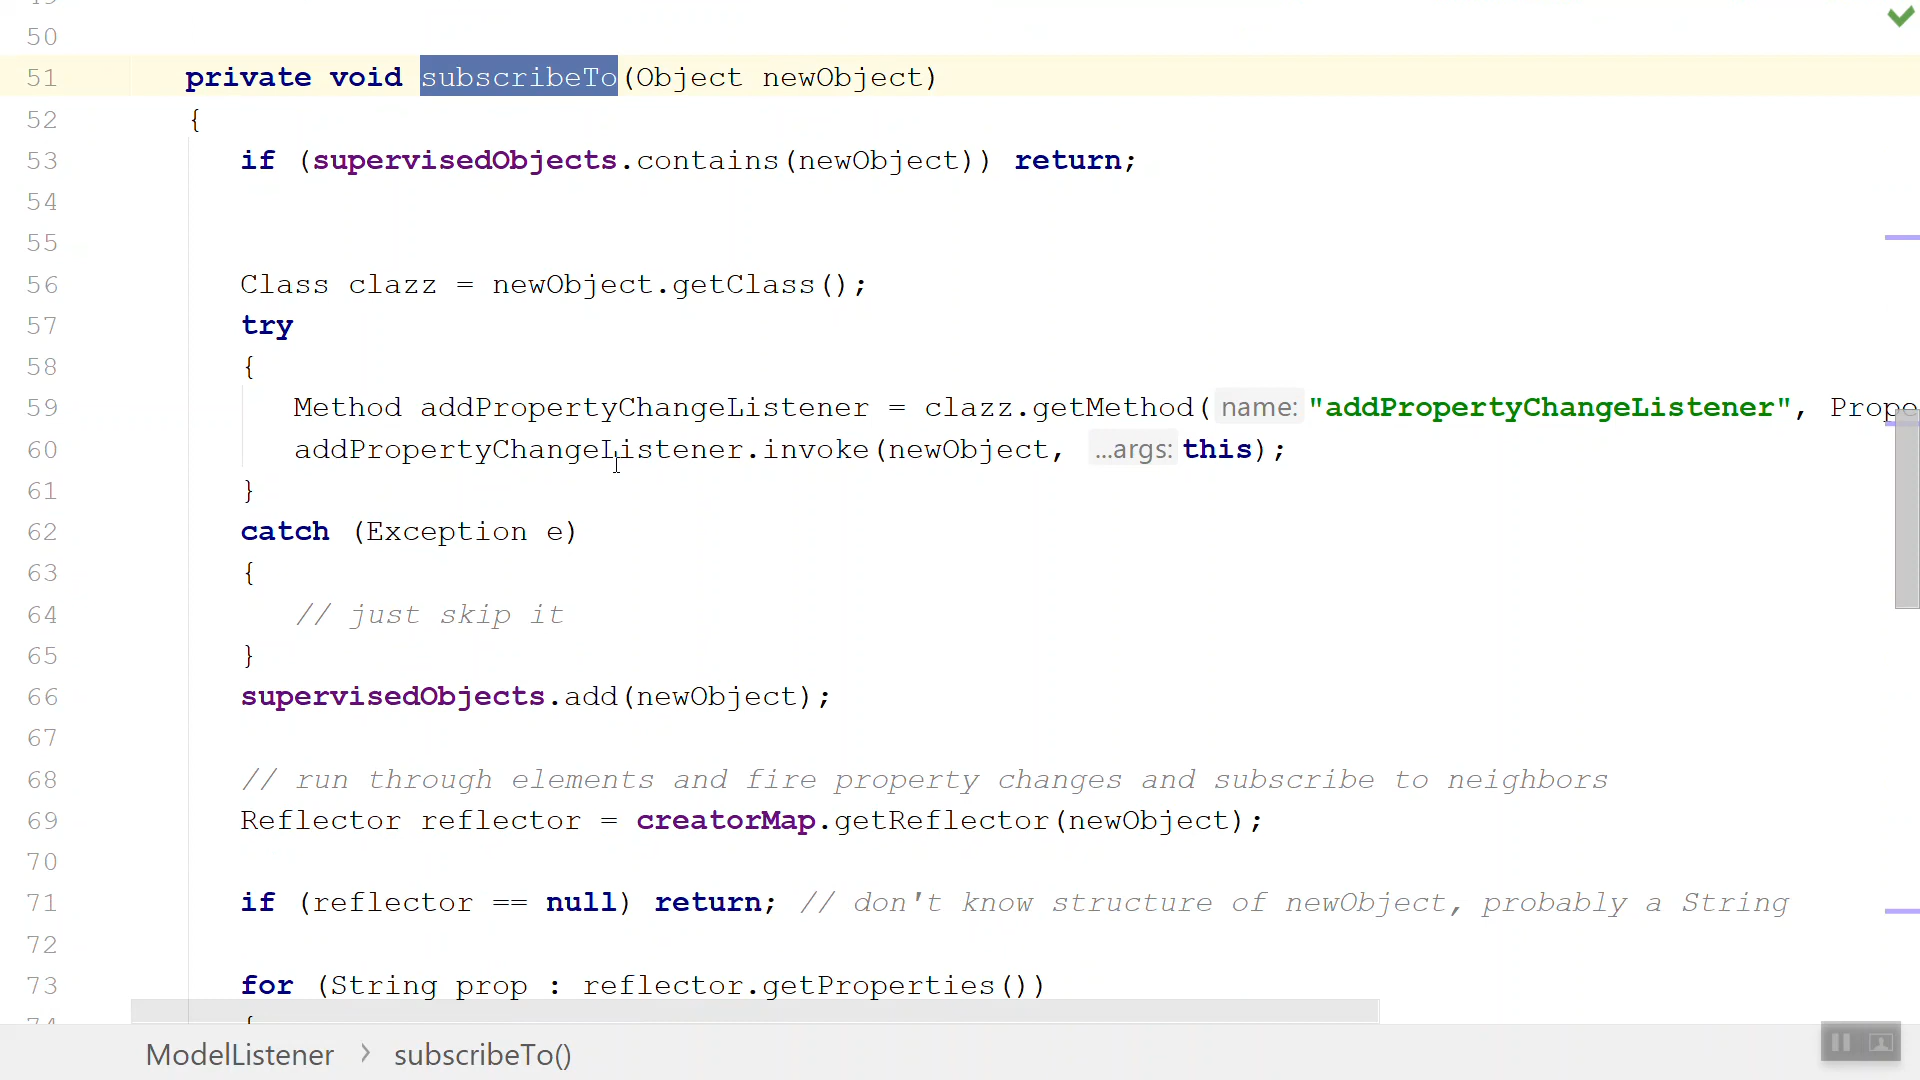 50
51 private void subscribeTo(Object newObject)
52 {
53 if (supervisedObjects.contains(newObject)) return;
54
55
56 Class clazz = newObject.getClass();
57 try
58 {
59 Method addPropertyChangeListener = clazz.getMethod( name: "addPropertyChangeListener", Prope
60 addPropertyChangeListener.invoke(newObject, ...args: this);
61 }
62 catch (Exception e)
63 {
64 // just skip it
65 }
66 supervisedObjects.add(newObject);
67
68 // run through elements and fire property changes and subscribe to neighbors
69 Reflector reflector = creatorMap.getReflector(newObject);
70
71 if (reflector == null) return; // don't know structure of newObject, probably a String
72
73 for (String prop : reflector.getProperties())
74 {
ModelListener > subscribeTo()